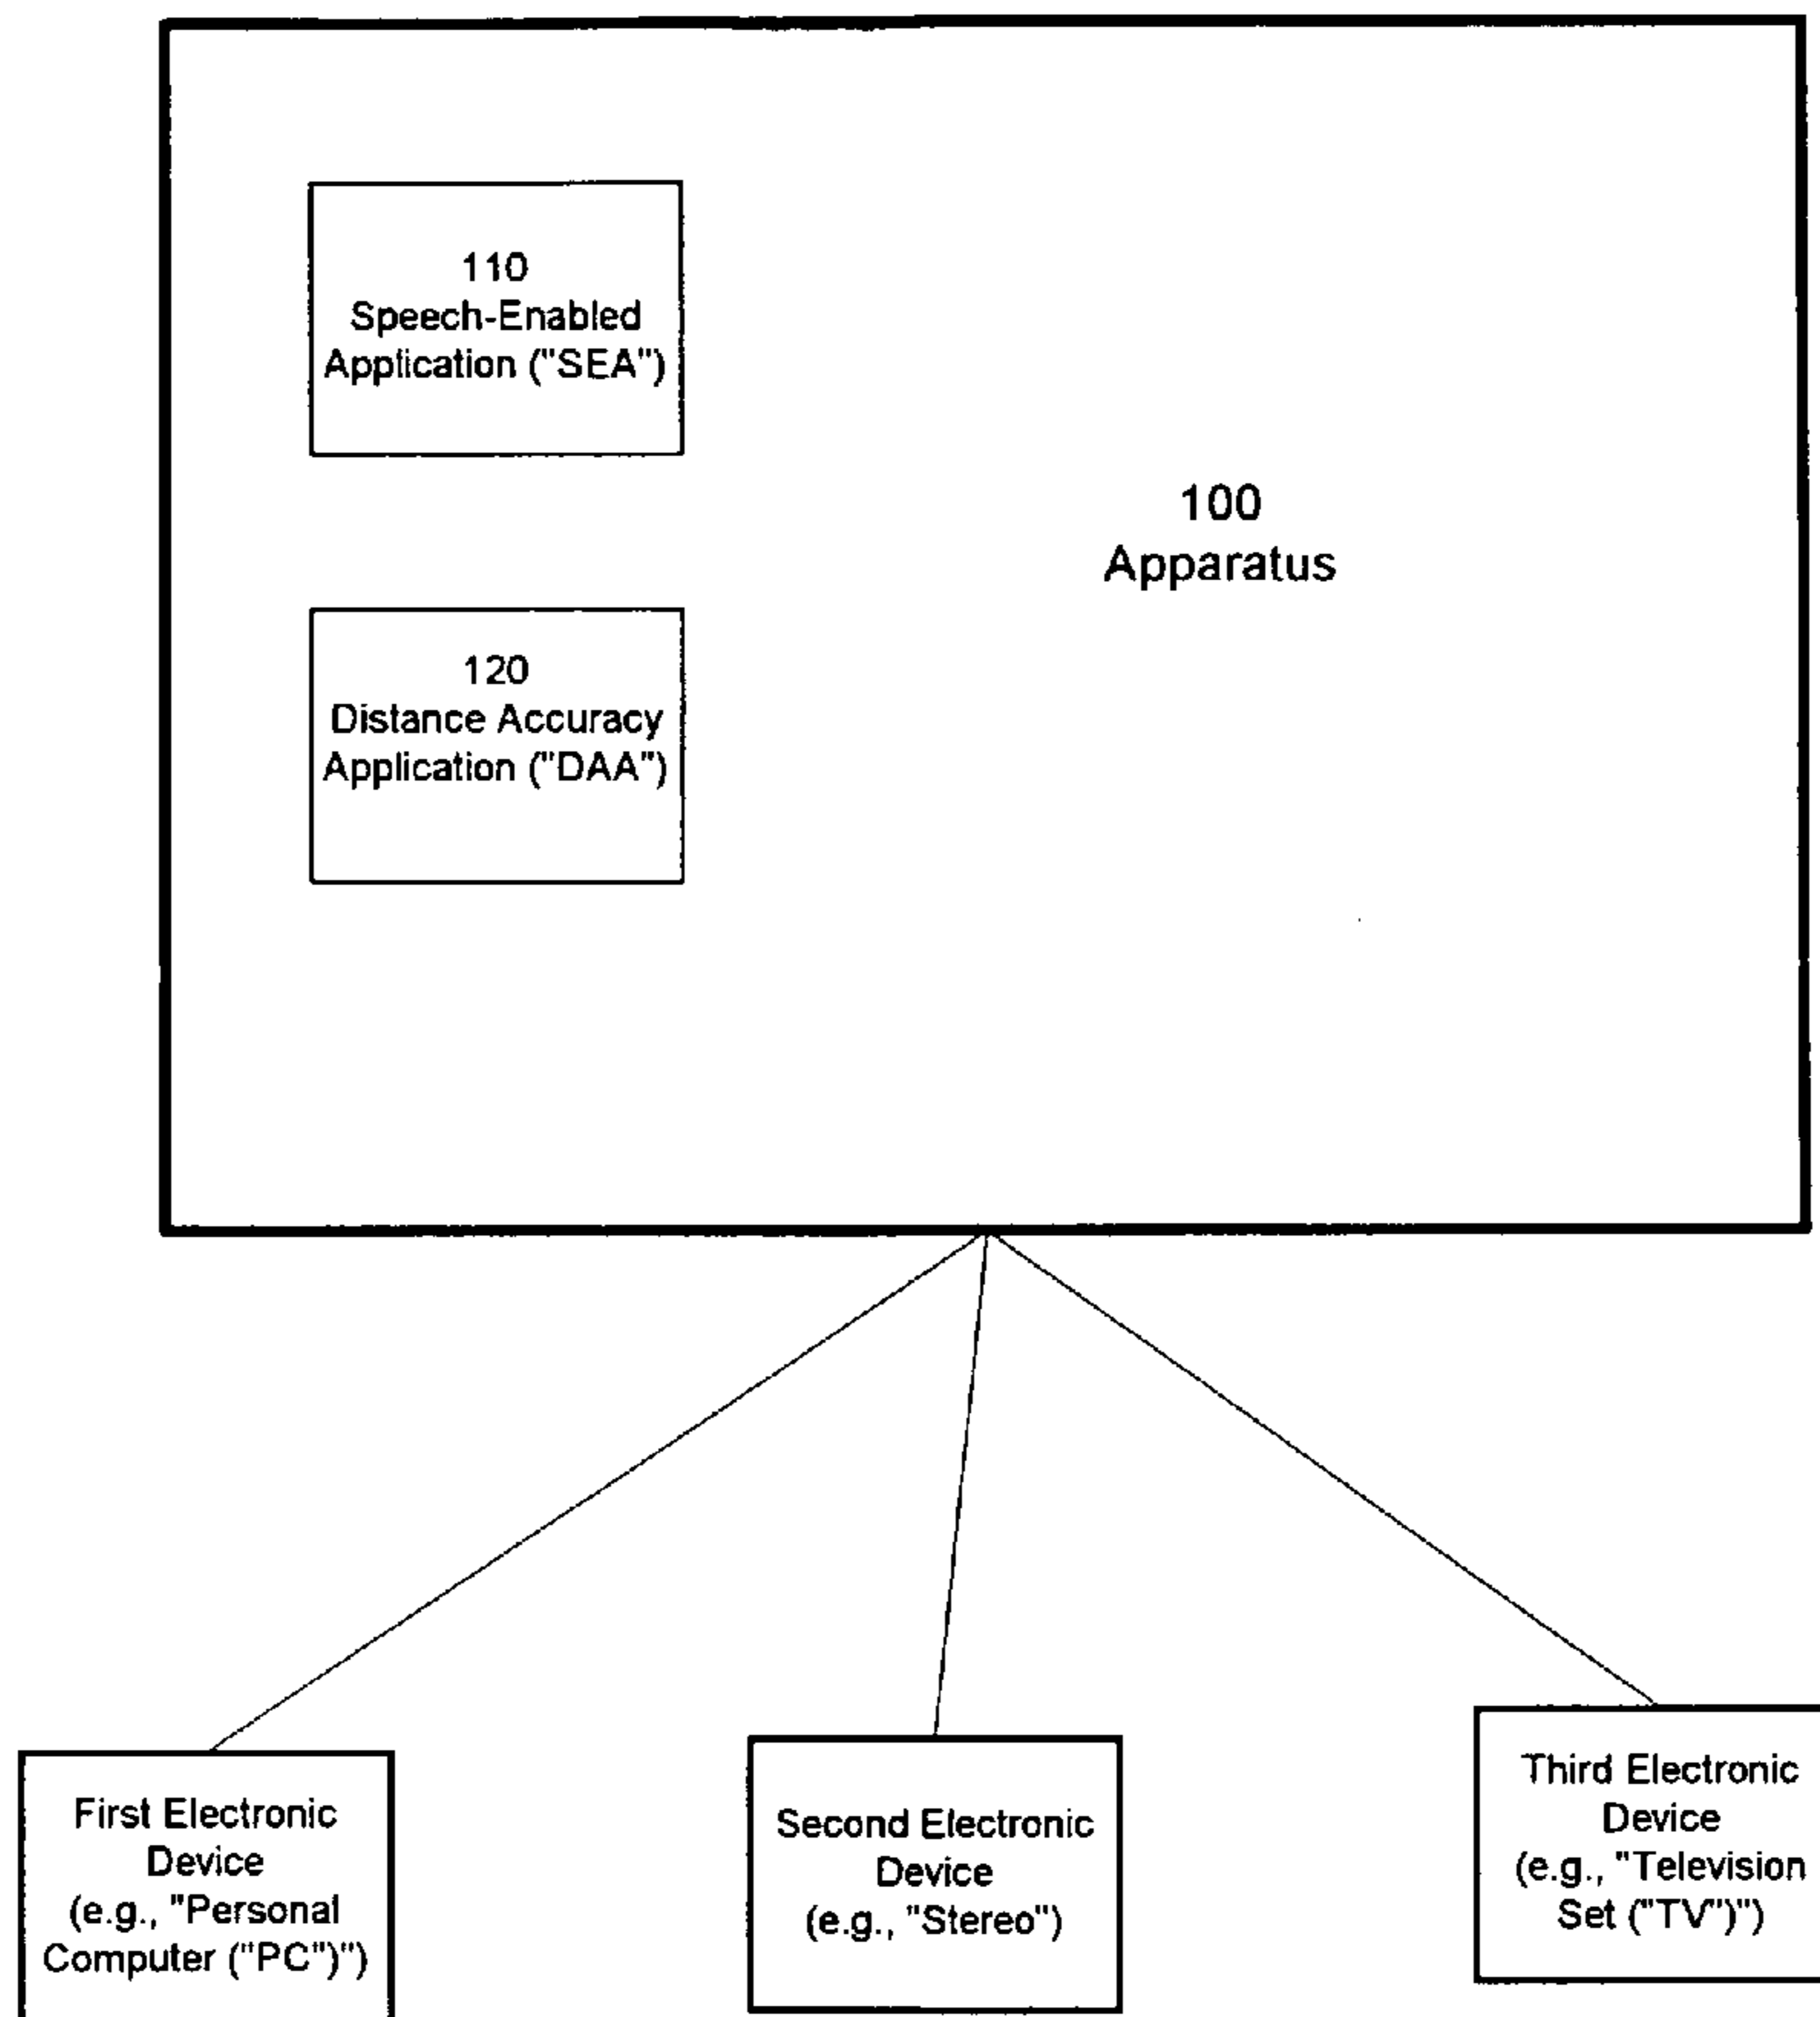 110
Speech-Enabled
Application ("SEA")
100
Apparatus
120
Distance Accuracy
Application ("DAA")
First Electronic
Device
(e.g., "Personal
Computer ("PC")")
Second Electronic
Device
(e.g., "Stereo")
Third Electronic
Device
(e.g., "Television
Set ("TV")")